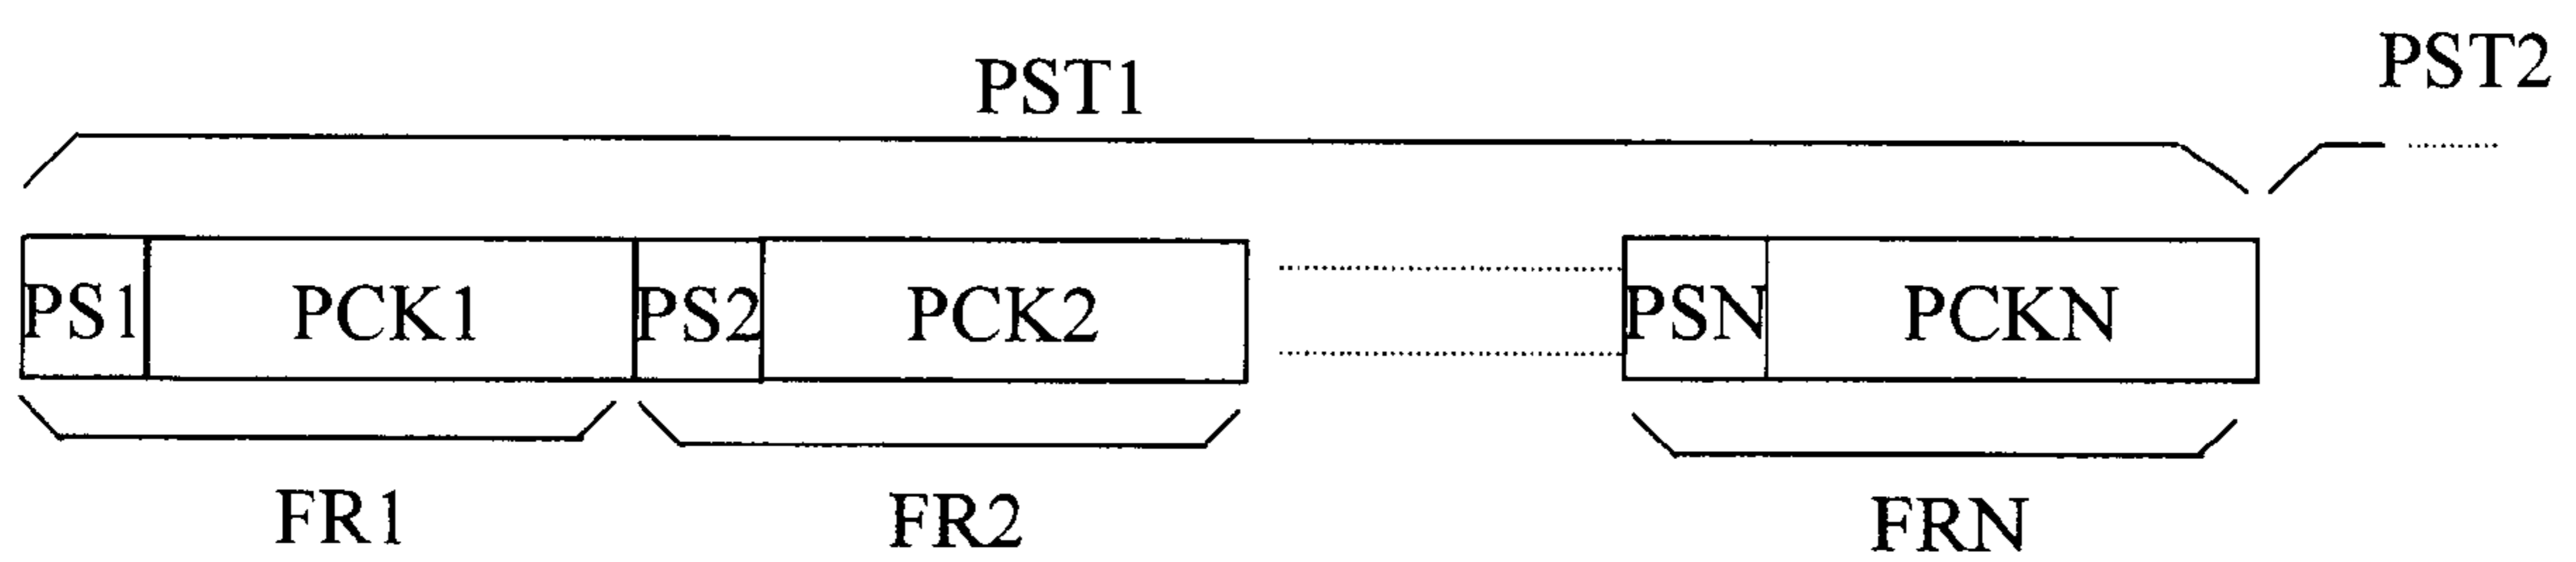 PST2
PST1
PS1 PCK1 PS2 PCK2 PSN PCKN
FR1 FR2 FRN